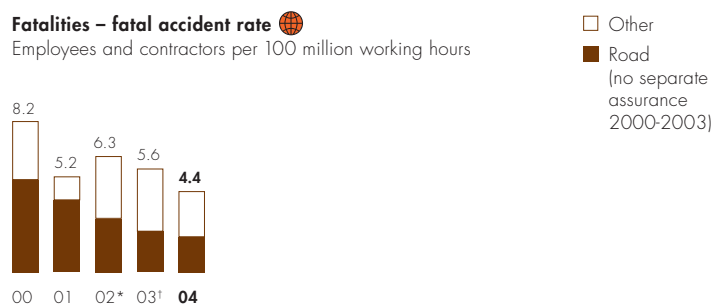 Fatalities – fatal accident rate
Employees and contractors per 100 million working hours
Other
Road
(no separate
assurance
2000-2003)
8.2
5.2
6.3
5.6
4.4
00 01 02* 03† 04